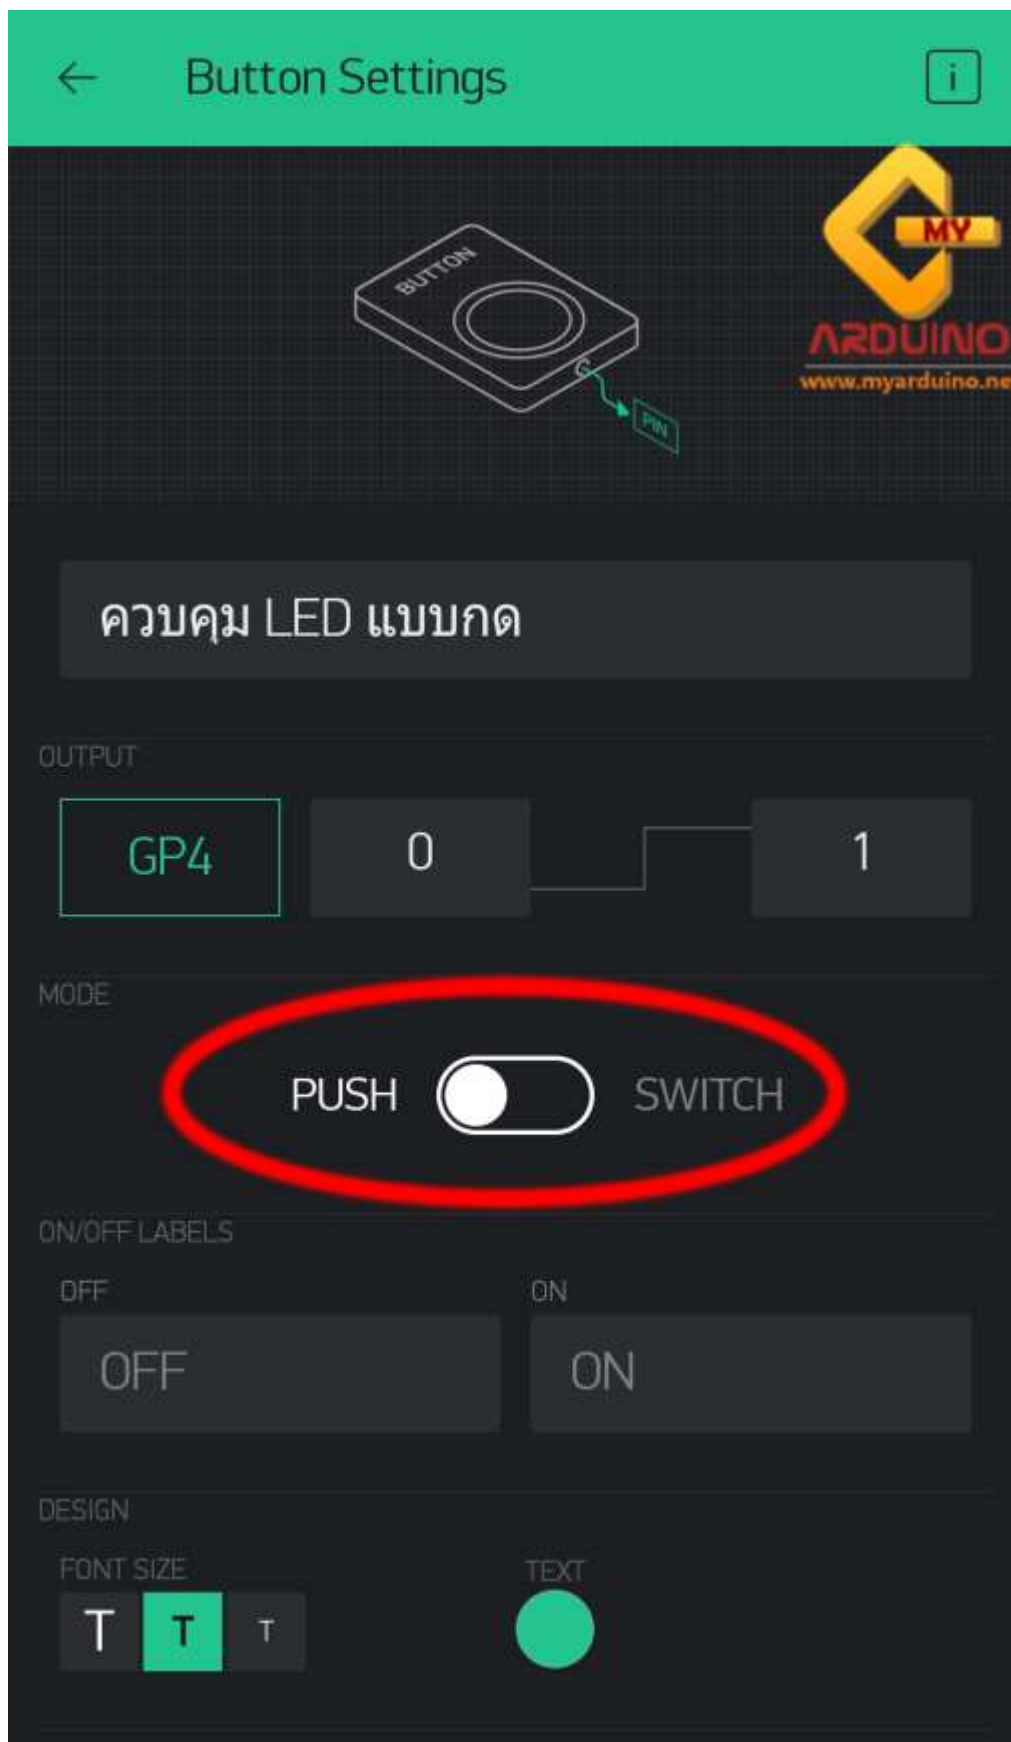 ← Button Settings i
BUTTON
MY
ARDUINO
www.myarduino.ne
PIN
ควบคุม LED แบบกด
OUTPUT
GP4 0 1
MODE
PUSH SWITCH
ON/OFF LABELS
OFF ON
OFF ON
DESIGN
FONT SIZE TEXT
T T T